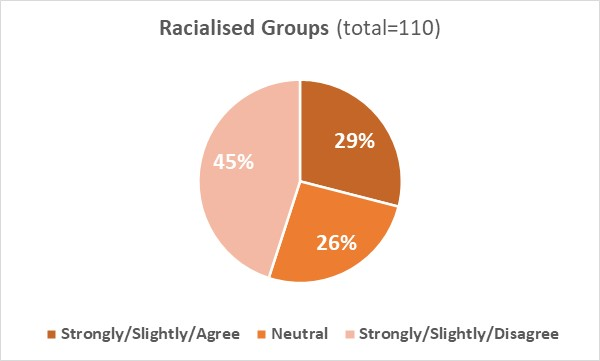 Racialised Groups (total=110)
29%
45%
26%
Strongly/Slightly/Agree Neutral Strongly/Slightly/Disagree